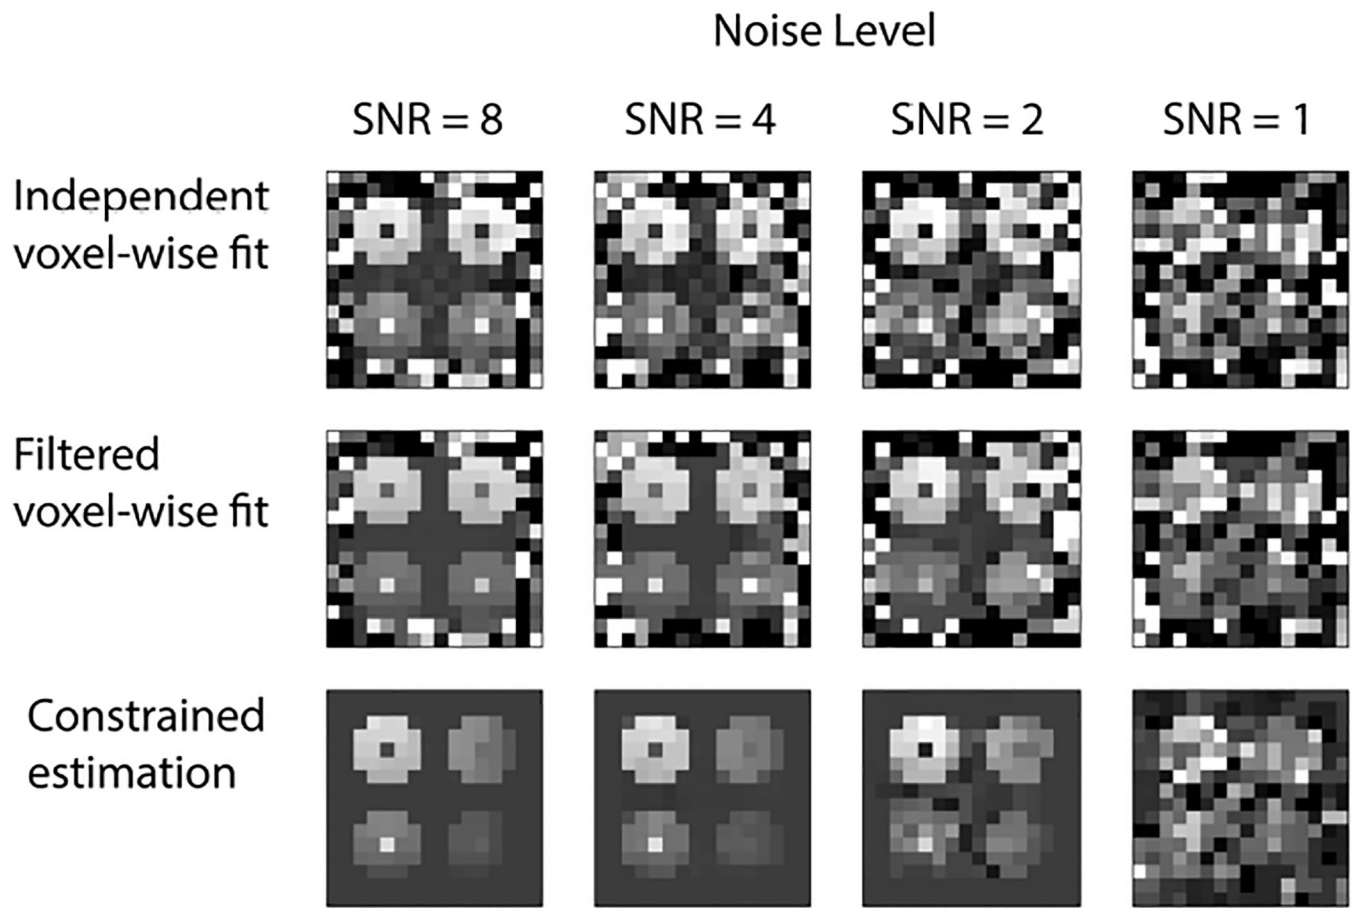 Noise Level
SNR = 8
SNR = 4
SNR = 2
SNR = 1
Independent
voxel-wise fit
Filtered
voxel-wise fit
Constrained
estimation